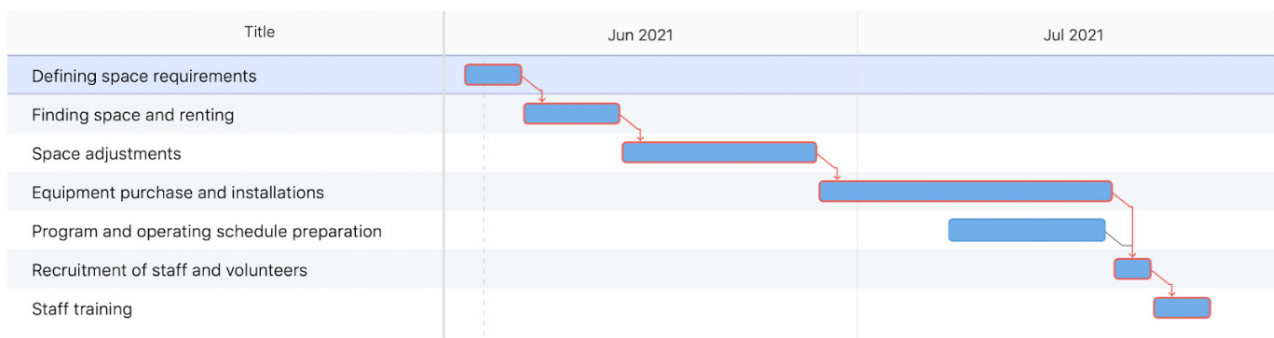 Title
Jun 2021
Jul 2021
Defining space requirements
Finding space and renting
Space adjustments
Equipment purchase and installations
Program and operating schedule preparation
Recruitment of staff and volunteers
Staff training